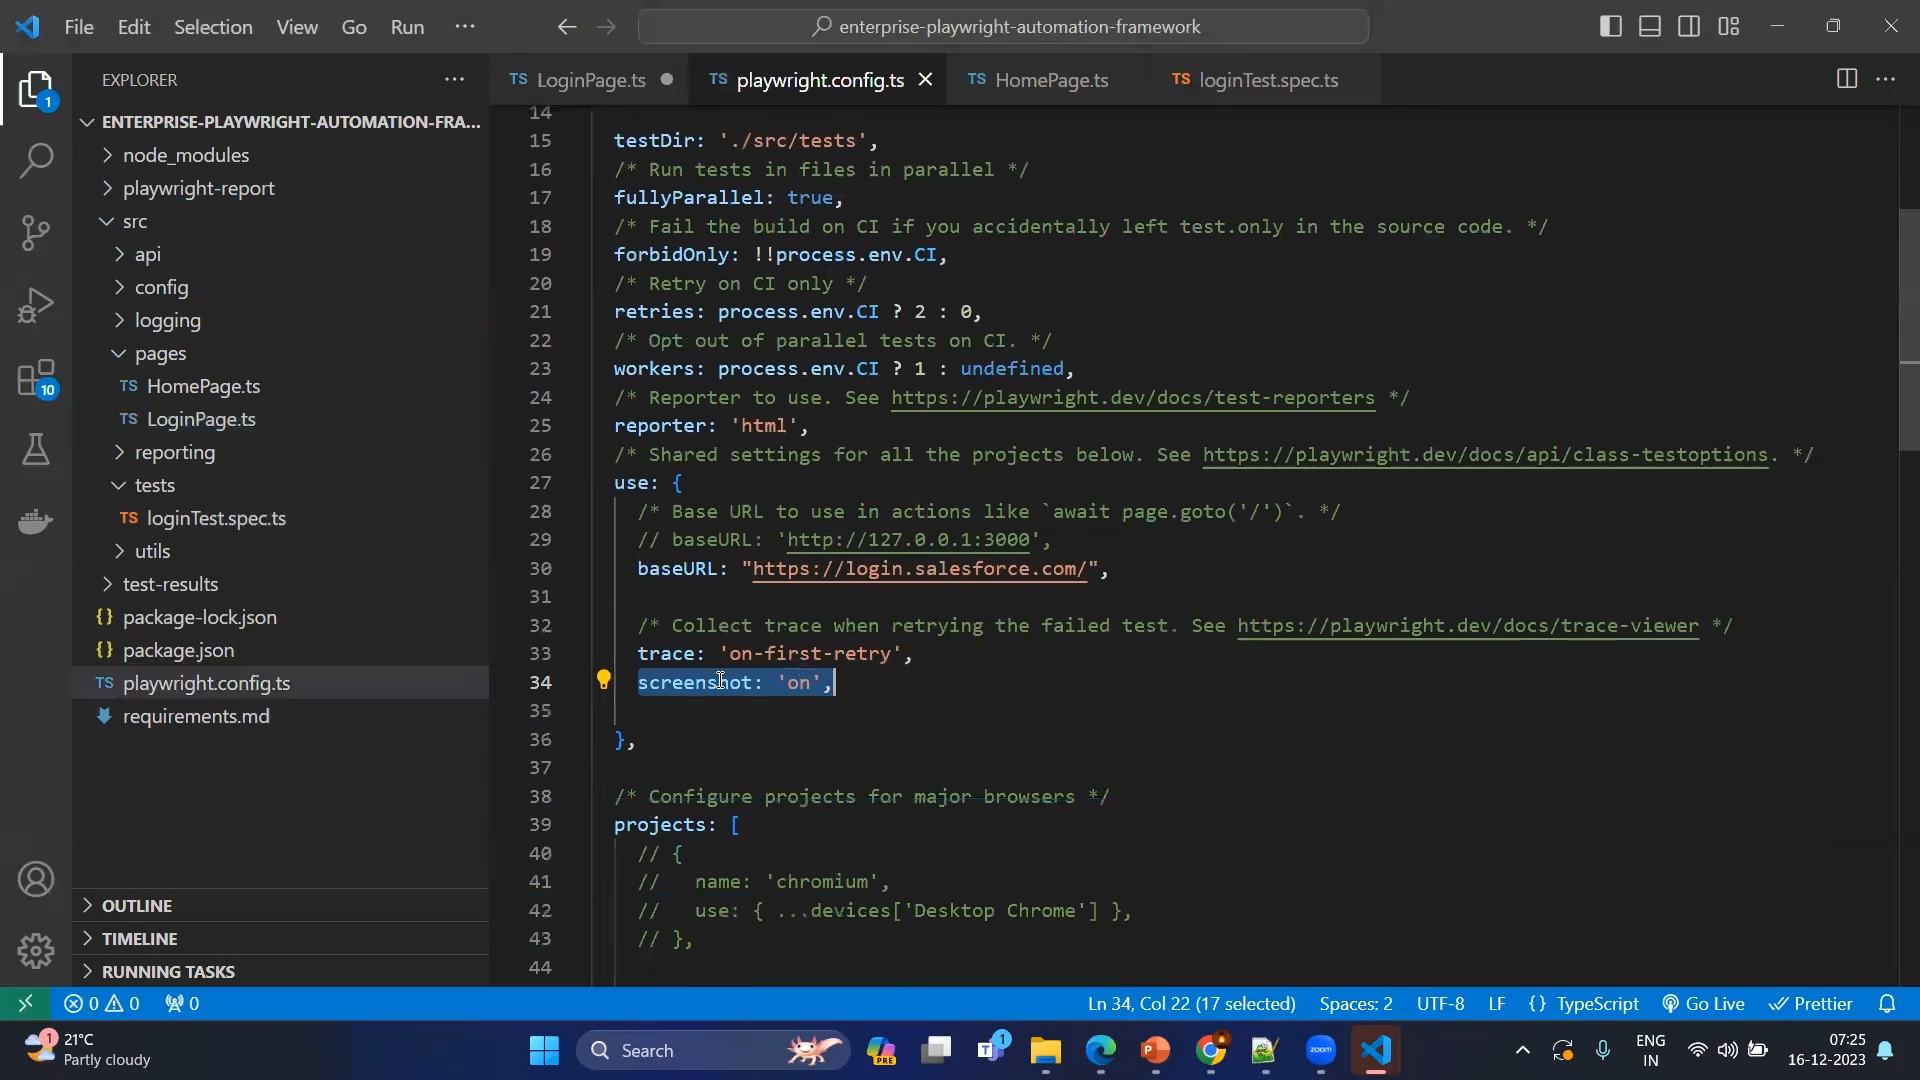 File Edit Selection View Go Run ···
enterprise-playwright-automation-framework
EXPLORER
TS LoginPage.ts
TS playwright.config.ts
TS HomePage.ts
TS loginTest.spec.ts
1
10
ENTERPRISE-PLAYWRIGHT-AUTOMATION-FRA...
node_modules
playwright-report
src
api
config
logging
pages
TS HomePage.ts
TS LoginPage.ts
reporting
tests
TS loginTest.spec.ts
utils
test-results
{} package-lock.json
{} package.json
TS playwright.config.ts
requirements.md
OUTLINE
TIMELINE
RUNNING TASKS
14
15 testDir: './src/tests',
16 /* Run tests in files in parallel */
17 fullyParallel: true,
18 /* Fail the build on CI if you accidentally left test.only in the source code. */
19 forbidOnly: !!process.env.CI,
20 /* Retry on CI only */
21 retries: process.env.CI ? 2 : 0,
22 /* Opt out of parallel tests on CI. */
23 workers: process.env.CI ? 1 : undefined,
24 /* Reporter to use. See https://playwright.dev/docs/test-reporters */
25 reporter: 'html',
26 /* Shared settings for all the projects below. See https://playwright.dev/docs/api/class-testoptions. */
27 use: {
28 /* Base URL to use in actions like `await page.goto('/')`. */
29 // baseURL: 'http://127.0.0.1:3000',
30 baseURL: "https://login.salesforce.com/",
31
32 /* Collect trace when retrying the failed test. See https://playwright.dev/docs/trace-viewer */
33 trace: 'on-first-retry',
34 screenshot: 'on',
35
36 },
37
38 /* Configure projects for major browsers */
39 projects: [
40 // {
41 // name: 'chromium',
42 // use: { ...devices['Desktop Chrome'] },
43 // },
44
0 0 0 Ln 34, Col 22 (17 selected) Spaces: 2 UTF-8 LF {} TypeScript Go Live Prettier
1 21°C
Partly cloudy
Search
PRE
T 1
P
zoom
ENG
IN
07:25
16-12-2023